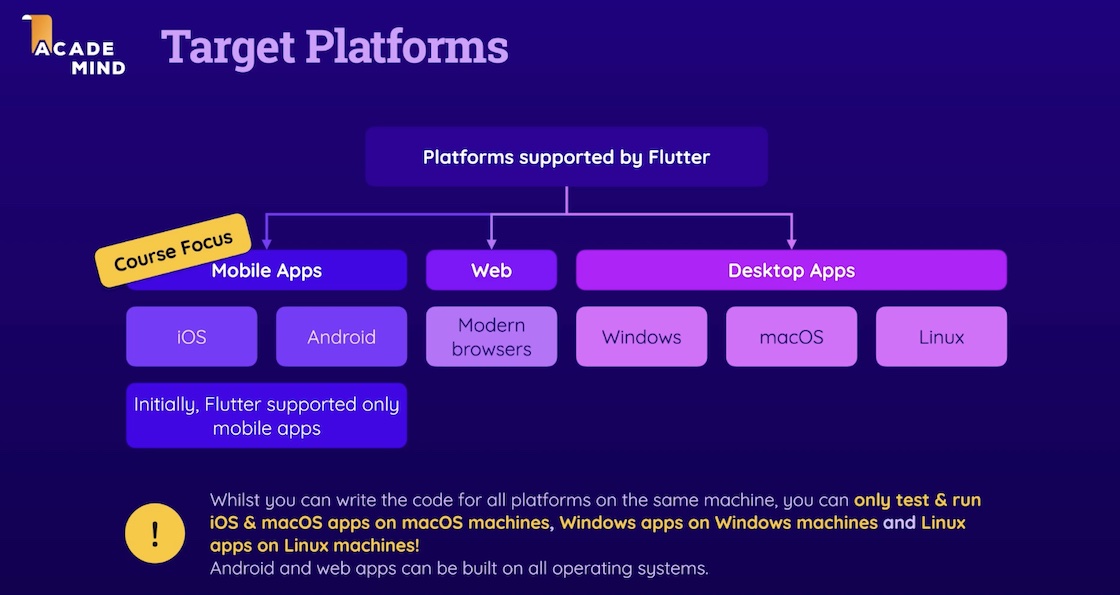 ACADE
MIND
Target Platforms
Platforms supported by Flutter
Course Focus
Mobile Apps
Web
Desktop Apps
iOS
Android
Modern
browsers
Windows
macOS
Linux
Initially, Flutter supported only
mobile apps
!
Whilst you can write the code for all platforms on the same machine, you can only test & run
iOS & macOS apps on macOS machines, Windows apps on Windows machines and Linux
apps on Linux machines!
Android and web apps can be built on all operating systems.